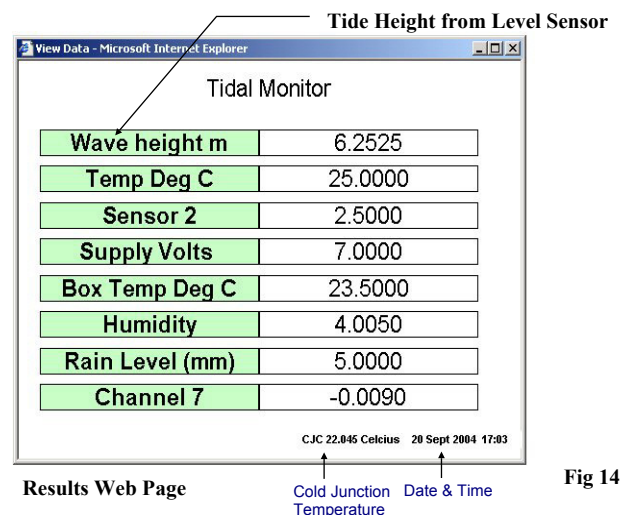 Tide Height from Level Sensor
View Data - Microsoft Internet Explorer
Tidal Monitor
Wave height m 6.2525
Temp Deg C 25.0000
Sensor 2 2.5000
Supply Volts 7.0000
Box Temp Deg C 23.5000
Humidity 4.0050
Rain Level (mm) 5.0000
Channel 7 -0.0090
CJC 22.045 Celcius 20 Sept 2004 17:03
Results Web Page
Cold Junction
Temperature
Date & Time
Fig 14